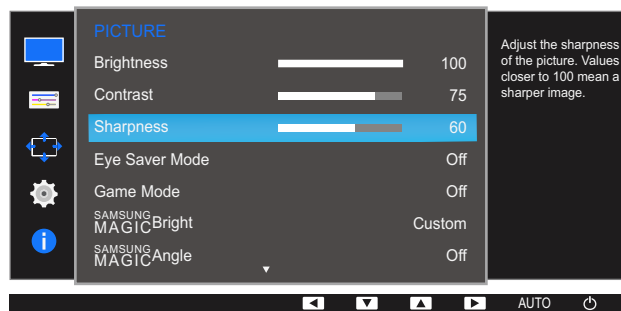 PICTURE
Brightness 100
Contrast 75
Sharpness 60
Eye Saver Mode Off
Game Mode Off
SAMSUNG
MAGIC Bright Custom
SAMSUNG
MAGIC Angle Off
Adjust the sharpness
of the picture. Values
closer to 100 mean a
sharper image.
i
AUTO